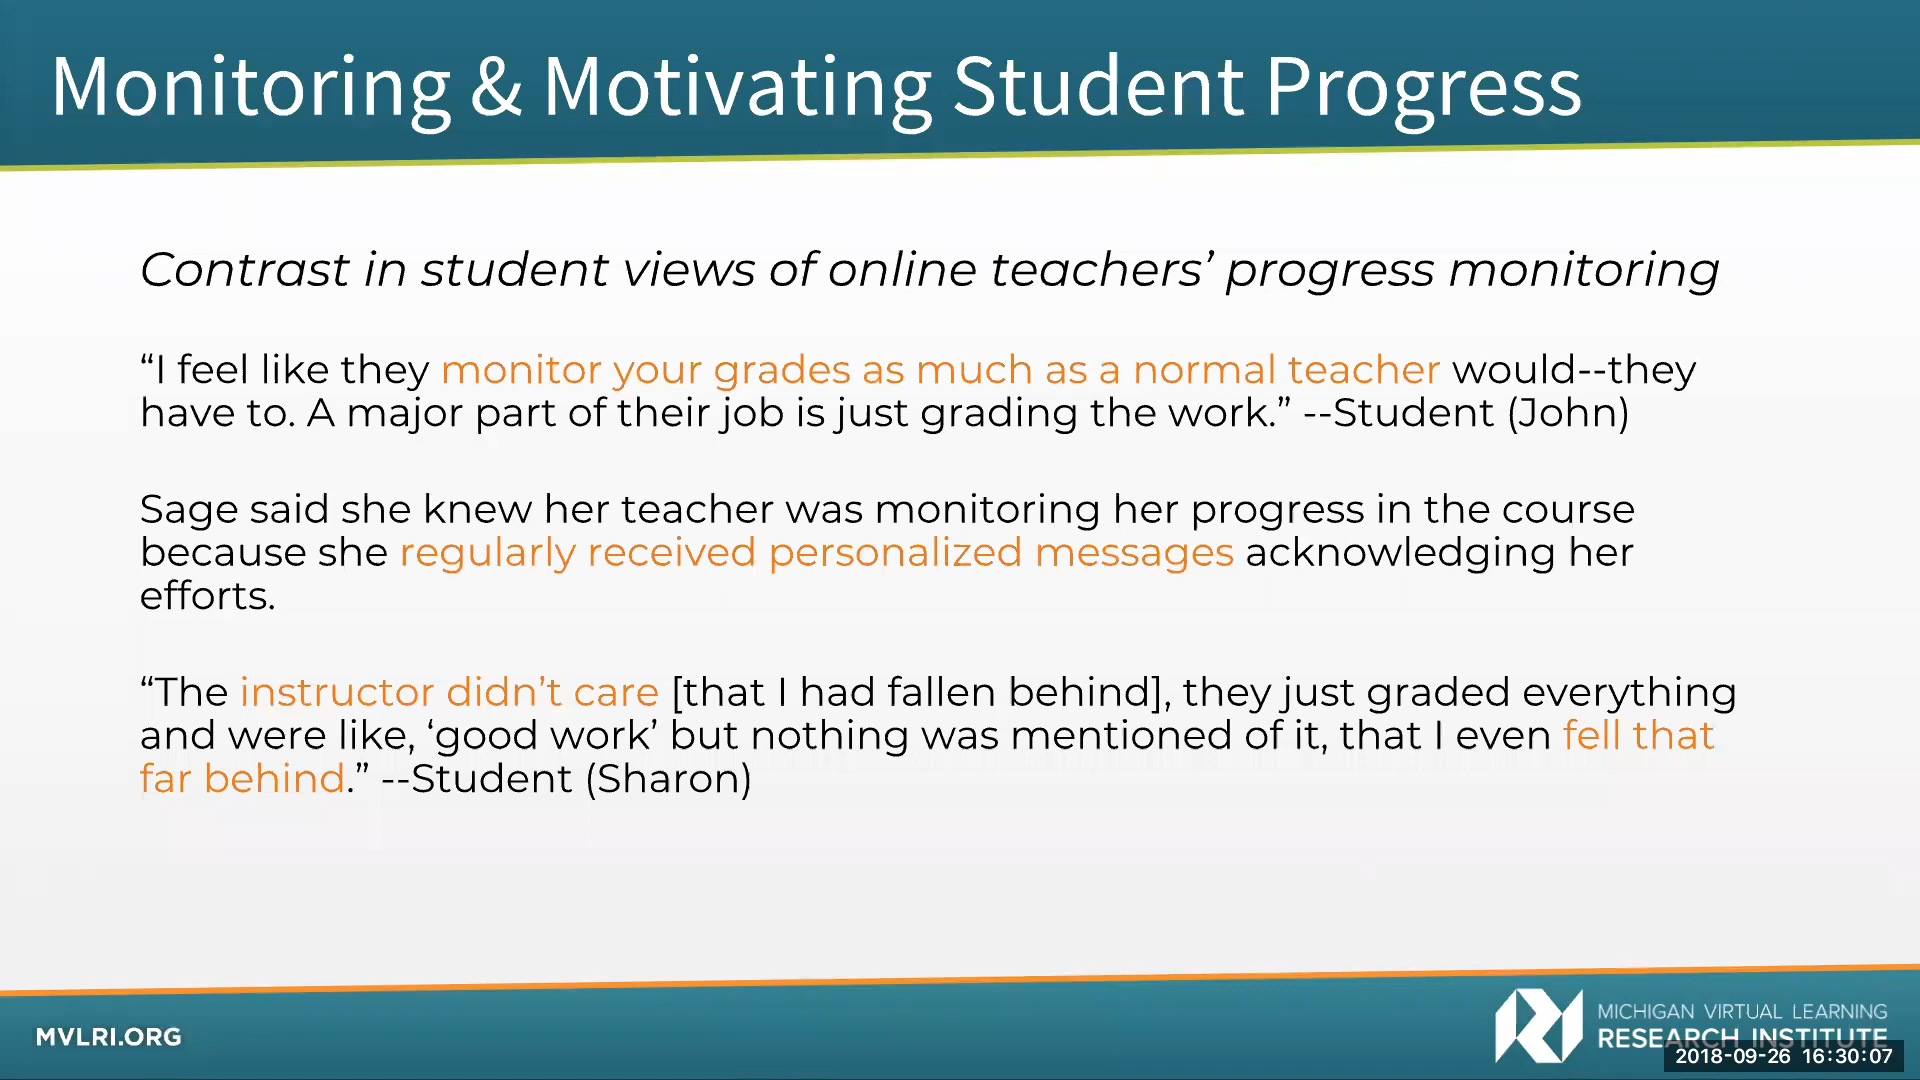 Monitoring & Motivating Student Progress
Contrast in student views of online teachers’ progress monitoring
“I feel like they monitor your grades as much as a normal teacher would--they
have to. A major part of their job is just grading the work.” --Student (John)
Sage said she knew her teacher was monitoring her progress in the course
because she regularly received personalized messages acknowledging her
efforts.
“The instructor didn’t care [that I had fallen behind], they just graded everything
and were like, ‘good work’ but nothing was mentioned of it, that I even fell that
far behind.” --Student (Sharon)
MVLRI.ORG
MICHIGAN VIRTUAL LEARNING
RESEARCH INSTITUTE
2018-09-26 16:30:07